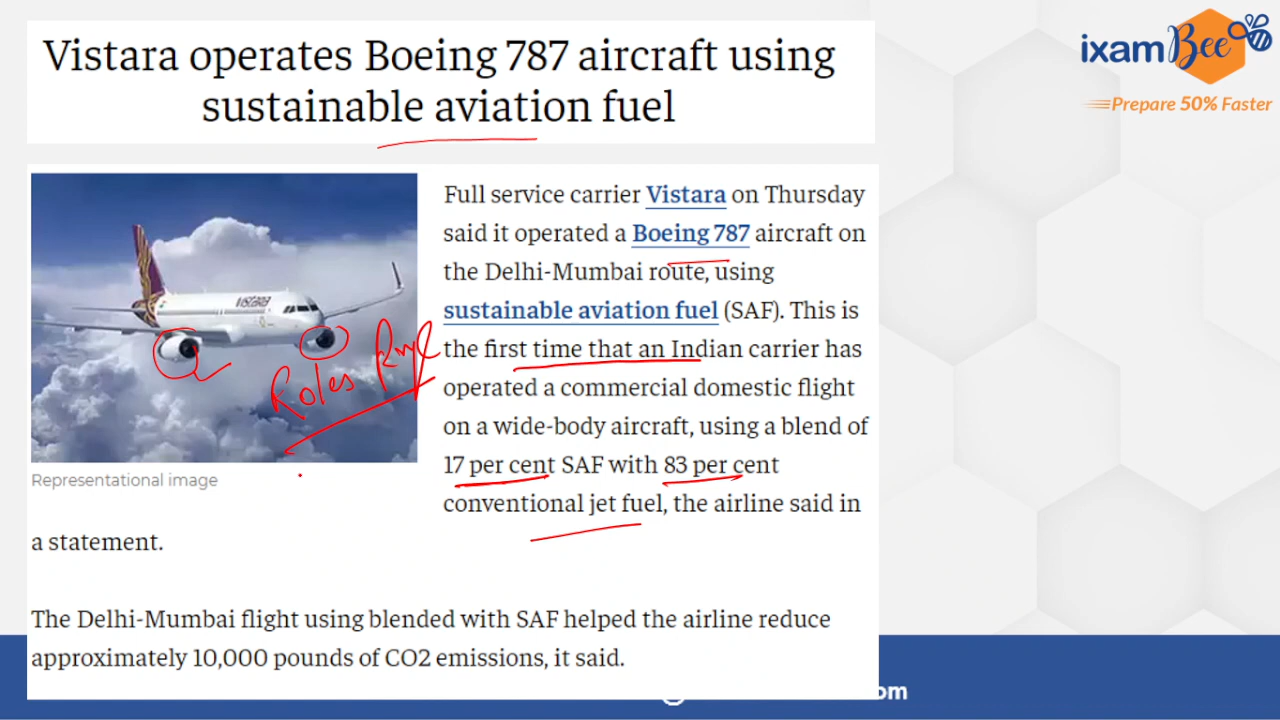 Vistara operates Boeing 787 aircraft using
sustainable aviation fuel
ixamBee
Prepare 50% Faster
Full service carrier Vistara on Thursday
said it operated a Boeing 787 aircraft on
the Delhi-Mumbai route, using
sustainable aviation fuel (SAF). This is
the first time that an Indian carrier has
operated a commercial domestic flight
on a wide-body aircraft, using a blend of
17 per cent SAF with 83 per cent
conventional jet fuel, the airline said in
a statement.
vistara
Roles
Representational image
The Delhi-Mumbai flight using blended with SAF helped the airline reduce
approximately 10,000 pounds of CO2 emissions, it said.
om